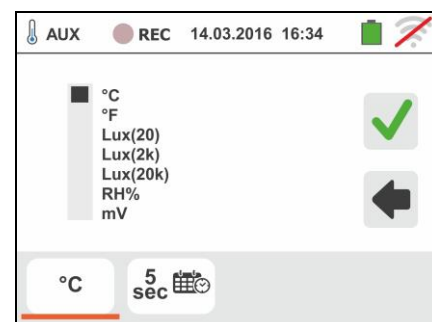 AUX REC 14.03.2016 16:34
°C
°F
Lux(20)
Lux(2k)
Lux(20k)
RH%
mV
°C 5 sec